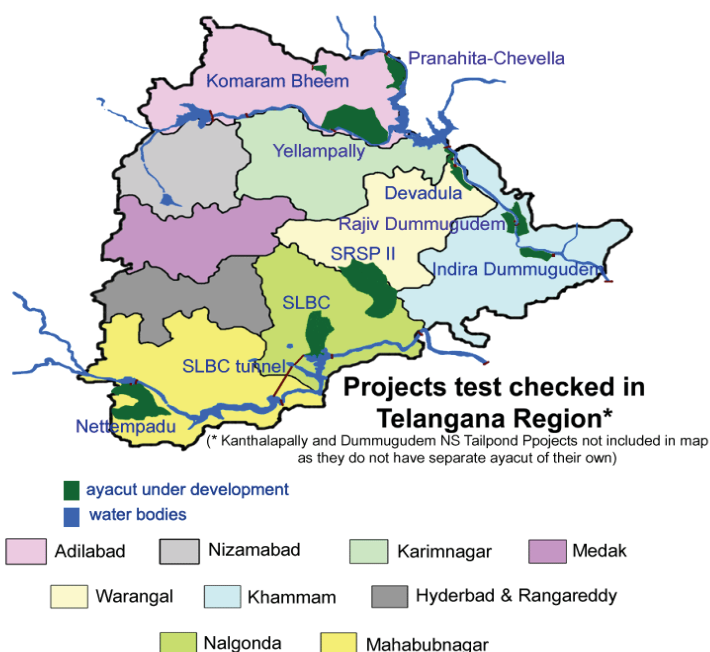 Pranahita-Chevella
Komaram Bheem
Yellampally
Devadula
Rajiv Dummugudem
SRSP II
Indira Dummugudem
SLBC
SLBC tunnel
Nettempadu
Projects test checked in
Telangana Region*
(* Kanthalapally and Dummugudem NS Tailpond Ppojects not included in map
as they do not have separate ayacut of their own)
ayacut under development
water bodies
Adilabad
Nizamabad
Karimnagar
Medak
Warangal
Khammam
Hyderbad & Rangareddy
Nalgonda
Mahabubnagar